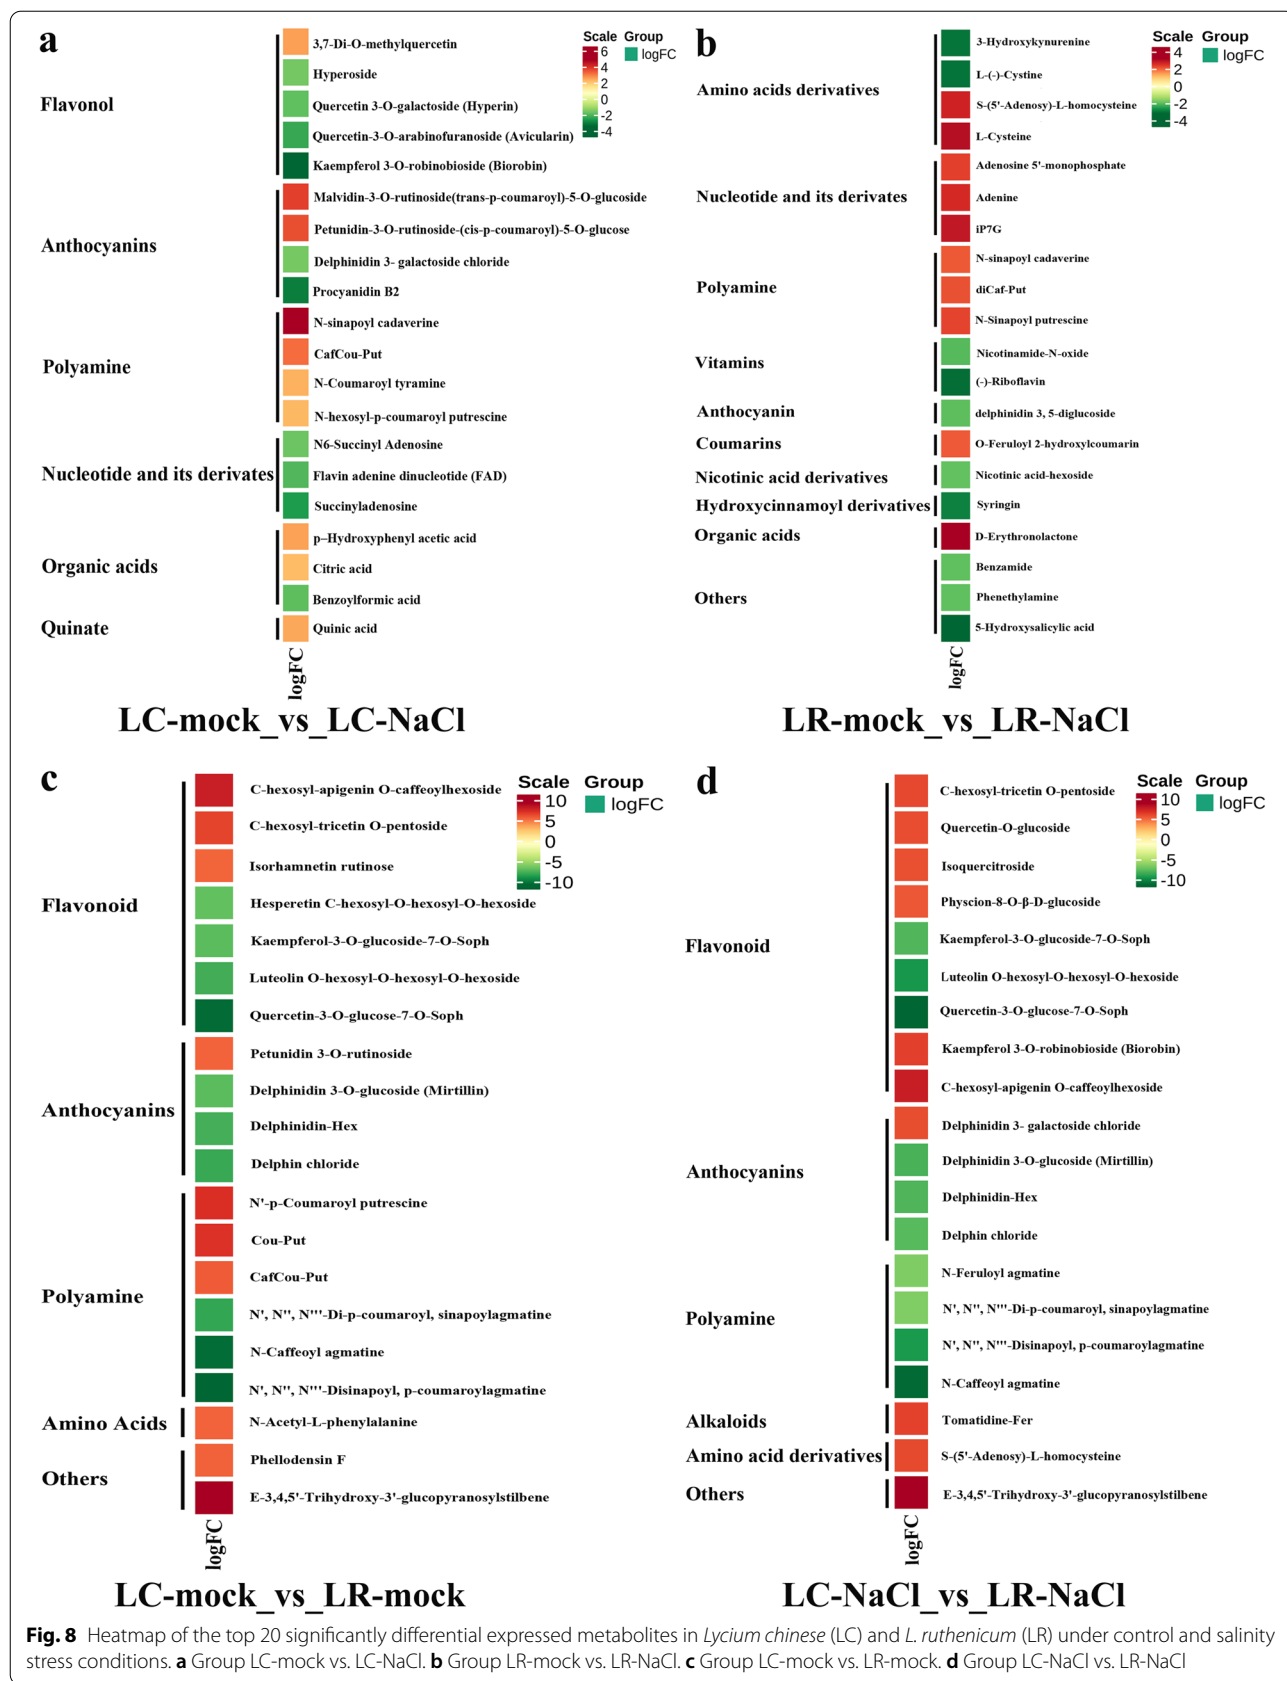 a
Scale Group
6
4
2
0
-2
-4
logFC
Flavonol
3,7-Di-O-methylquercetin
Hyperoside
Quercetin 3-O-galactoside (Hyperin)
Quercetin-3-O-arabinofuranoside (Avicularin)
Kaempferol 3-O-robinobioside (Biorobin)
Anthocyanins
Malvidin-3-O-rutinoside(trans-p-coumaroyl)-5-O-glucoside
Petunidin-3-O-rutinoside-(cis-p-coumaroyl)-5-O-glucose
Delphinidin 3- galactoside chloride
Procyanidin B2
Polyamine
N-sinapoyl cadaverine
CafCou-Put
N-Coumaroyl tyramine
N-hexosyl-p-coumaroyl putrescine
Nucleotide and its derivates
N6-Succinyl Adenosine
Flavin adenine dinucleotide (FAD)
Succinyladenosine
Organic acids
p–Hydroxyphenyl acetic acid
Citric acid
Benzoylformic acid
Quinate
Quinic acid
logFC
LC-mock_vs_LC-NaCl
b
Scale Group
4
2
0
-2
-4
logFC
Amino acids derivatives
3-Hydroxykynurenine
L-(-)-Cystine
S-(5'-Adenosy)-L-homocysteine
L-Cysteine
Nucleotide and its derivates
Adenosine 5'-monophosphate
Adenine
iP7G
Polyamine
N-sinapoyl cadaverine
diCaf-Put
N-Sinapoyl putrescine
Vitamins
Nicotinamide-N-oxide
(-)-Riboflavin
Anthocyanin
delphinidin 3, 5-diglucoside
Coumarins
O-Feruloyl 2-hydroxylcoumarin
Nicotinic acid derivatives
Nicotinic acid-hexoside
Hydroxycinnamoyl derivatives
Syringin
Organic acids
D-Erythronolactone
Others
Benzamide
Phenethylamine
5-Hydroxysalicylic acid
logFC
LR-mock_vs_LR-NaCl
c
Scale Group
10
5
0
-5
-10
logFC
Flavonoid
C-hexosyl-apigenin O-caffeoylhexoside
C-hexosyl-tricetin O-pentoside
Isorhamnetin rutinose
Hesperetin C-hexosyl-O-hexosyl-O-hexoside
Kaempferol-3-O-glucoside-7-O-Soph
Luteolin O-hexosyl-O-hexosyl-O-hexoside
Quercetin-3-O-glucose-7-O-Soph
Anthocyanins
Petunidin 3-O-rutinoside
Delphinidin 3-O-glucoside (Mirtillin)
Delphinidin-Hex
Delphin chloride
Polyamine
N'-p-Coumaroyl putrescine
Cou-Put
CafCou-Put
N', N'', N'''-Di-p-coumaroyl, sinapoylagmatine
N-Caffeoyl agmatine
N', N'', N'''-Disinapoyl, p-coumaroylagmatine
Amino Acids
N-Acetyl-L-phenylalanine
Others
Phellodensin F
E-3,4,5'-Trihydroxy-3'-glucopyranosylstilbene
logFC
LC-mock_vs_LR-mock
d
Scale Group
10
5
0
-5
-10
logFC
Flavonoid
C-hexosyl-tricetin O-pentoside
Quercetin-O-glucoside
Isoquercitroside
Physcion-8-O-β-D-glucoside
Kaempferol-3-O-glucoside-7-O-Soph
Luteolin O-hexosyl-O-hexosyl-O-hexoside
Quercetin-3-O-glucose-7-O-Soph
Kaempferol 3-O-robinobioside (Biorobin)
C-hexosyl-apigenin O-caffeoylhexoside
Anthocyanins
Delphinidin 3- galactoside chloride
Delphinidin 3-O-glucoside (Mirtillin)
Delphinidin-Hex
Delphin chloride
Polyamine
N-Feruloyl agmatine
N', N'', N'''-Di-p-coumaroyl, sinapoylagmatine
N', N'', N'''-Disinapoyl, p-coumaroylagmatine
N-Caffeoyl agmatine
Alkaloids
Tomatidine-Fer
Amino acid derivatives
S-(5'-Adenosy)-L-homocysteine
Others
E-3,4,5'-Trihydroxy-3'-glucopyranosylstilbene
logFC
LC-NaCl_vs_LR-NaCl
Fig. 8 Heatmap of the top 20 significantly differential expressed metabolites in Lycium chinese (LC) and L. ruthenicum (LR) under control and salinity
stress conditions. a Group LC-mock vs. LC-NaCl. b Group LR-mock vs. LR-NaCl. c Group LC-mock vs. LR-mock. d Group LC-NaCl vs. LR-NaCl